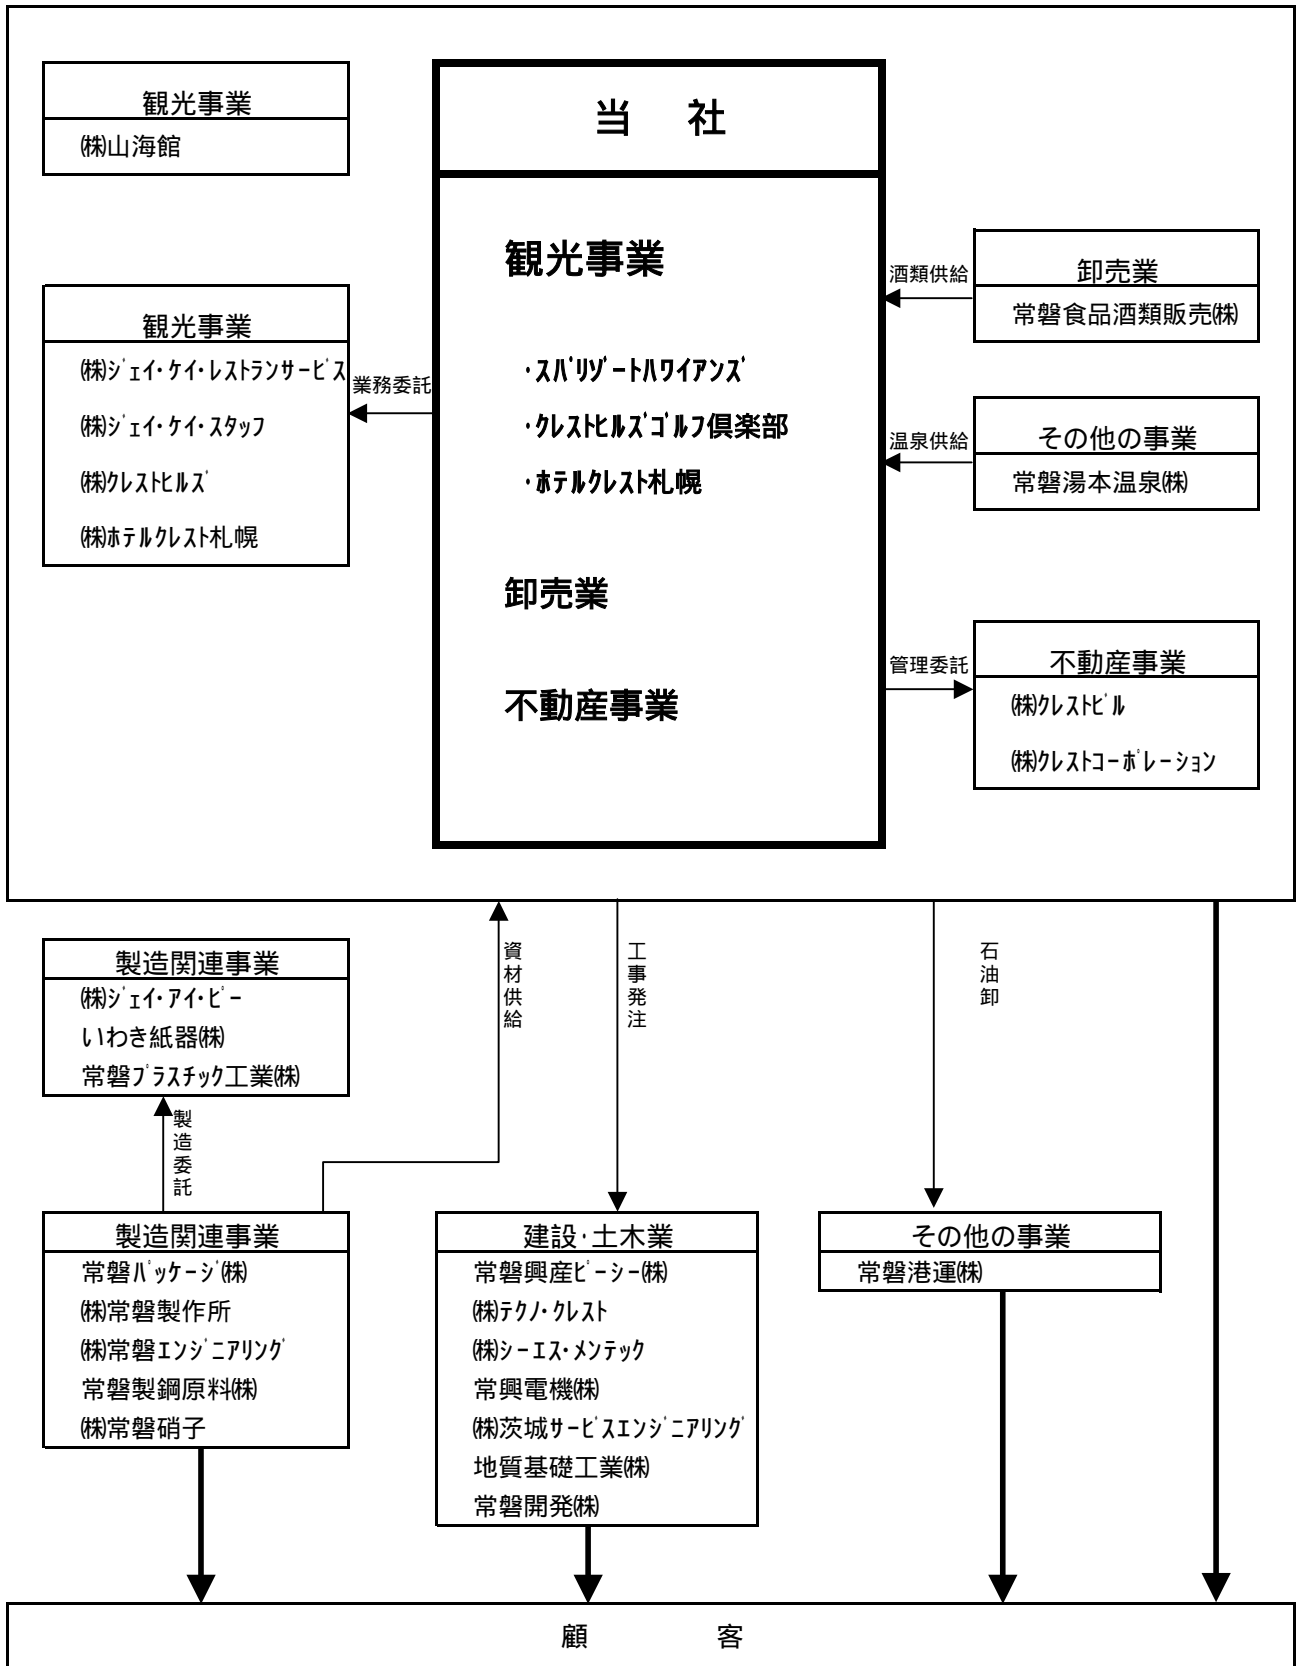 観光事業
㈱山海館
観光事業
㈱ｼﾞｪｲ･ｹｲ･ﾚｽﾄﾗﾝｻｰﾋﾞｽ
㈱ｼﾞｪｲ･ｹｲ･ｽﾀｯﾌ
㈱ｸﾚｽﾄﾋﾙｽﾞ
㈱ﾎﾃﾙｸﾚｽﾄ札幌
業務委託
当 社
観光事業
･ｽﾊﾟﾘｿﾞｰﾄﾊﾜｲｱﾝｽﾞ
･ｸﾚｽﾄﾋﾙｽﾞｺﾞﾙﾌ倶楽部
･ﾎﾃﾙｸﾚｽﾄ札幌
卸売業
不動産事業
酒類供給
卸売業
常磐食品酒類販売㈱
温泉供給
その他の事業
常磐湯本温泉㈱
管理委託
不動産事業
㈱ｸﾚｽﾄﾋﾞﾙ
㈱ｸﾚｽﾄｺｰﾎﾟﾚｰｼｮﾝ
資材供給
工事発注
石油卸
製造関連事業
㈱ｼﾞｪｲ･ｱｲ･ﾋﾟｰ
いわき紙器㈱
常磐ﾌﾟﾗｽﾁｯｸ工業㈱
製造委託
製造関連事業
常磐ﾊﾟｯｹｰｼﾞ㈱
㈱常磐製作所
㈱常磐ｴﾝｼﾞﾆｱﾘﾝｸﾞ
常磐製鋼原料㈱
㈱常磐硝子
建設･土木業
常磐興産ﾋﾟｰｼｰ㈱
㈱ﾃｸﾉ･ｸﾚｽﾄ
㈱ｼｰｴｽ･ﾒﾝﾃｯｸ
常興電機㈱
㈱茨城ｻｰﾋﾞｽｴﾝｼﾞﾆｱﾘﾝｸﾞ
地質基礎工業㈱
常磐開発㈱
その他の事業
常磐港運㈱
顧 客